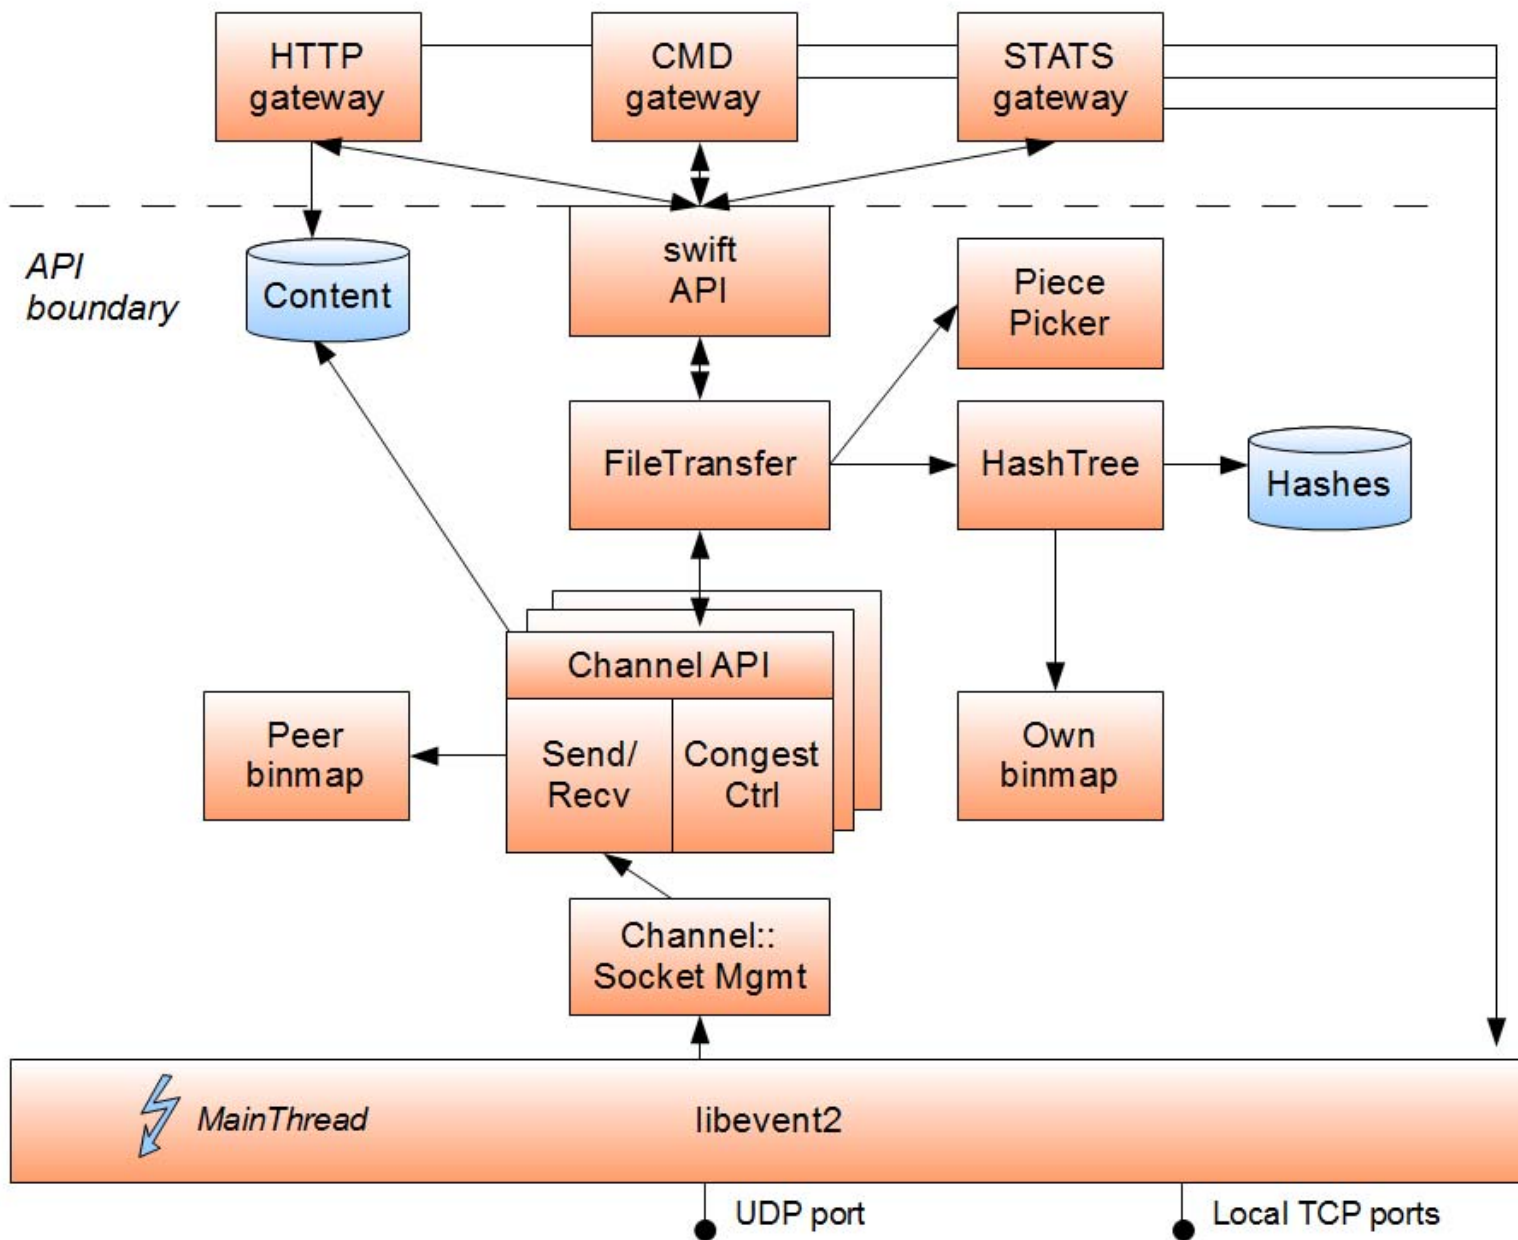 HTTP
gateway
CMD
gateway
STATS
gateway
API
boundary
Content
swift
API
Piece
Picker
FileTransfer
HashTree
Hashes
Channel API
Peer
binmap
Send/
Recv
Congest
Ctrl
Own
binmap
Channel::
Socket Mgmt
MainThread
libevent2
UDP port
Local TCP ports